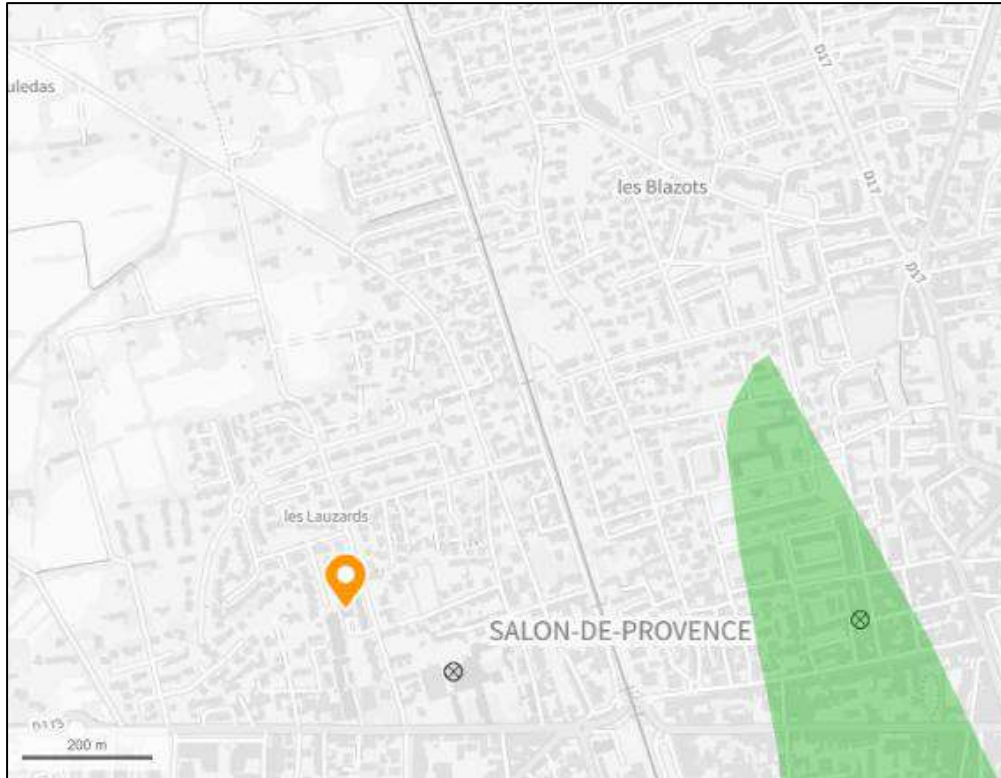 D17
uledas
les Blazots
D17
D17
les Lauzards
SALON-DE-PROVENCE
200 m